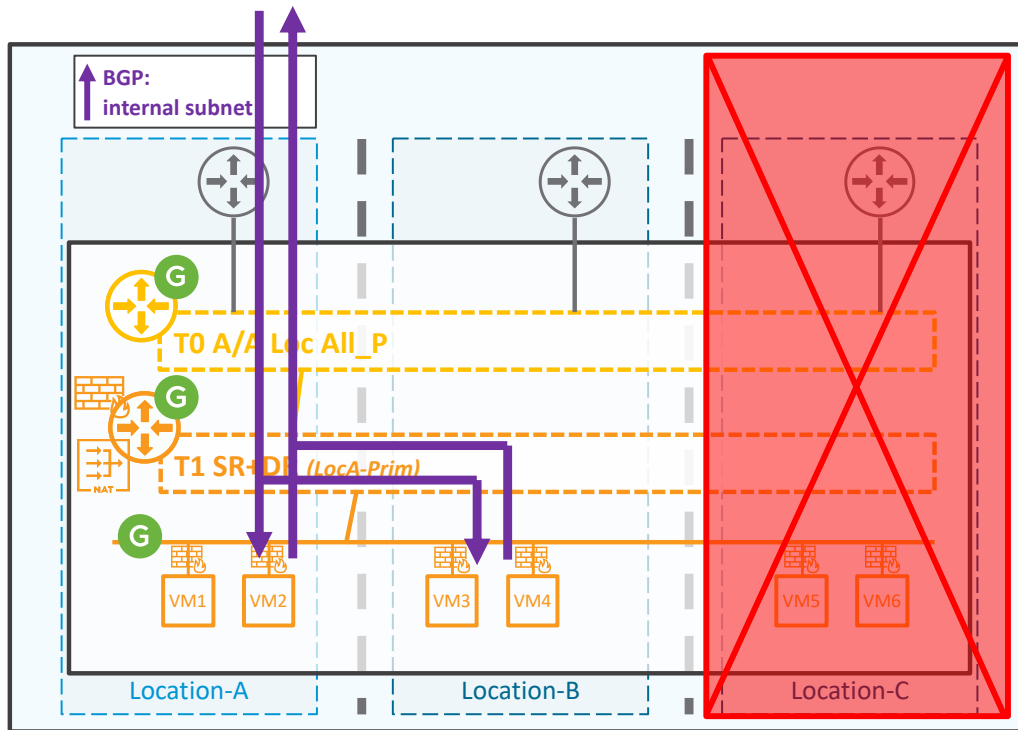 BGP:
internal subnet
G
T0 A/A Loc All_P
G
T1 SR+DR (LocA-Prim)
NAT
G
VM1
VM2
VM3
VM4
VM5
VM6
Location-A
Location-B
Location-C